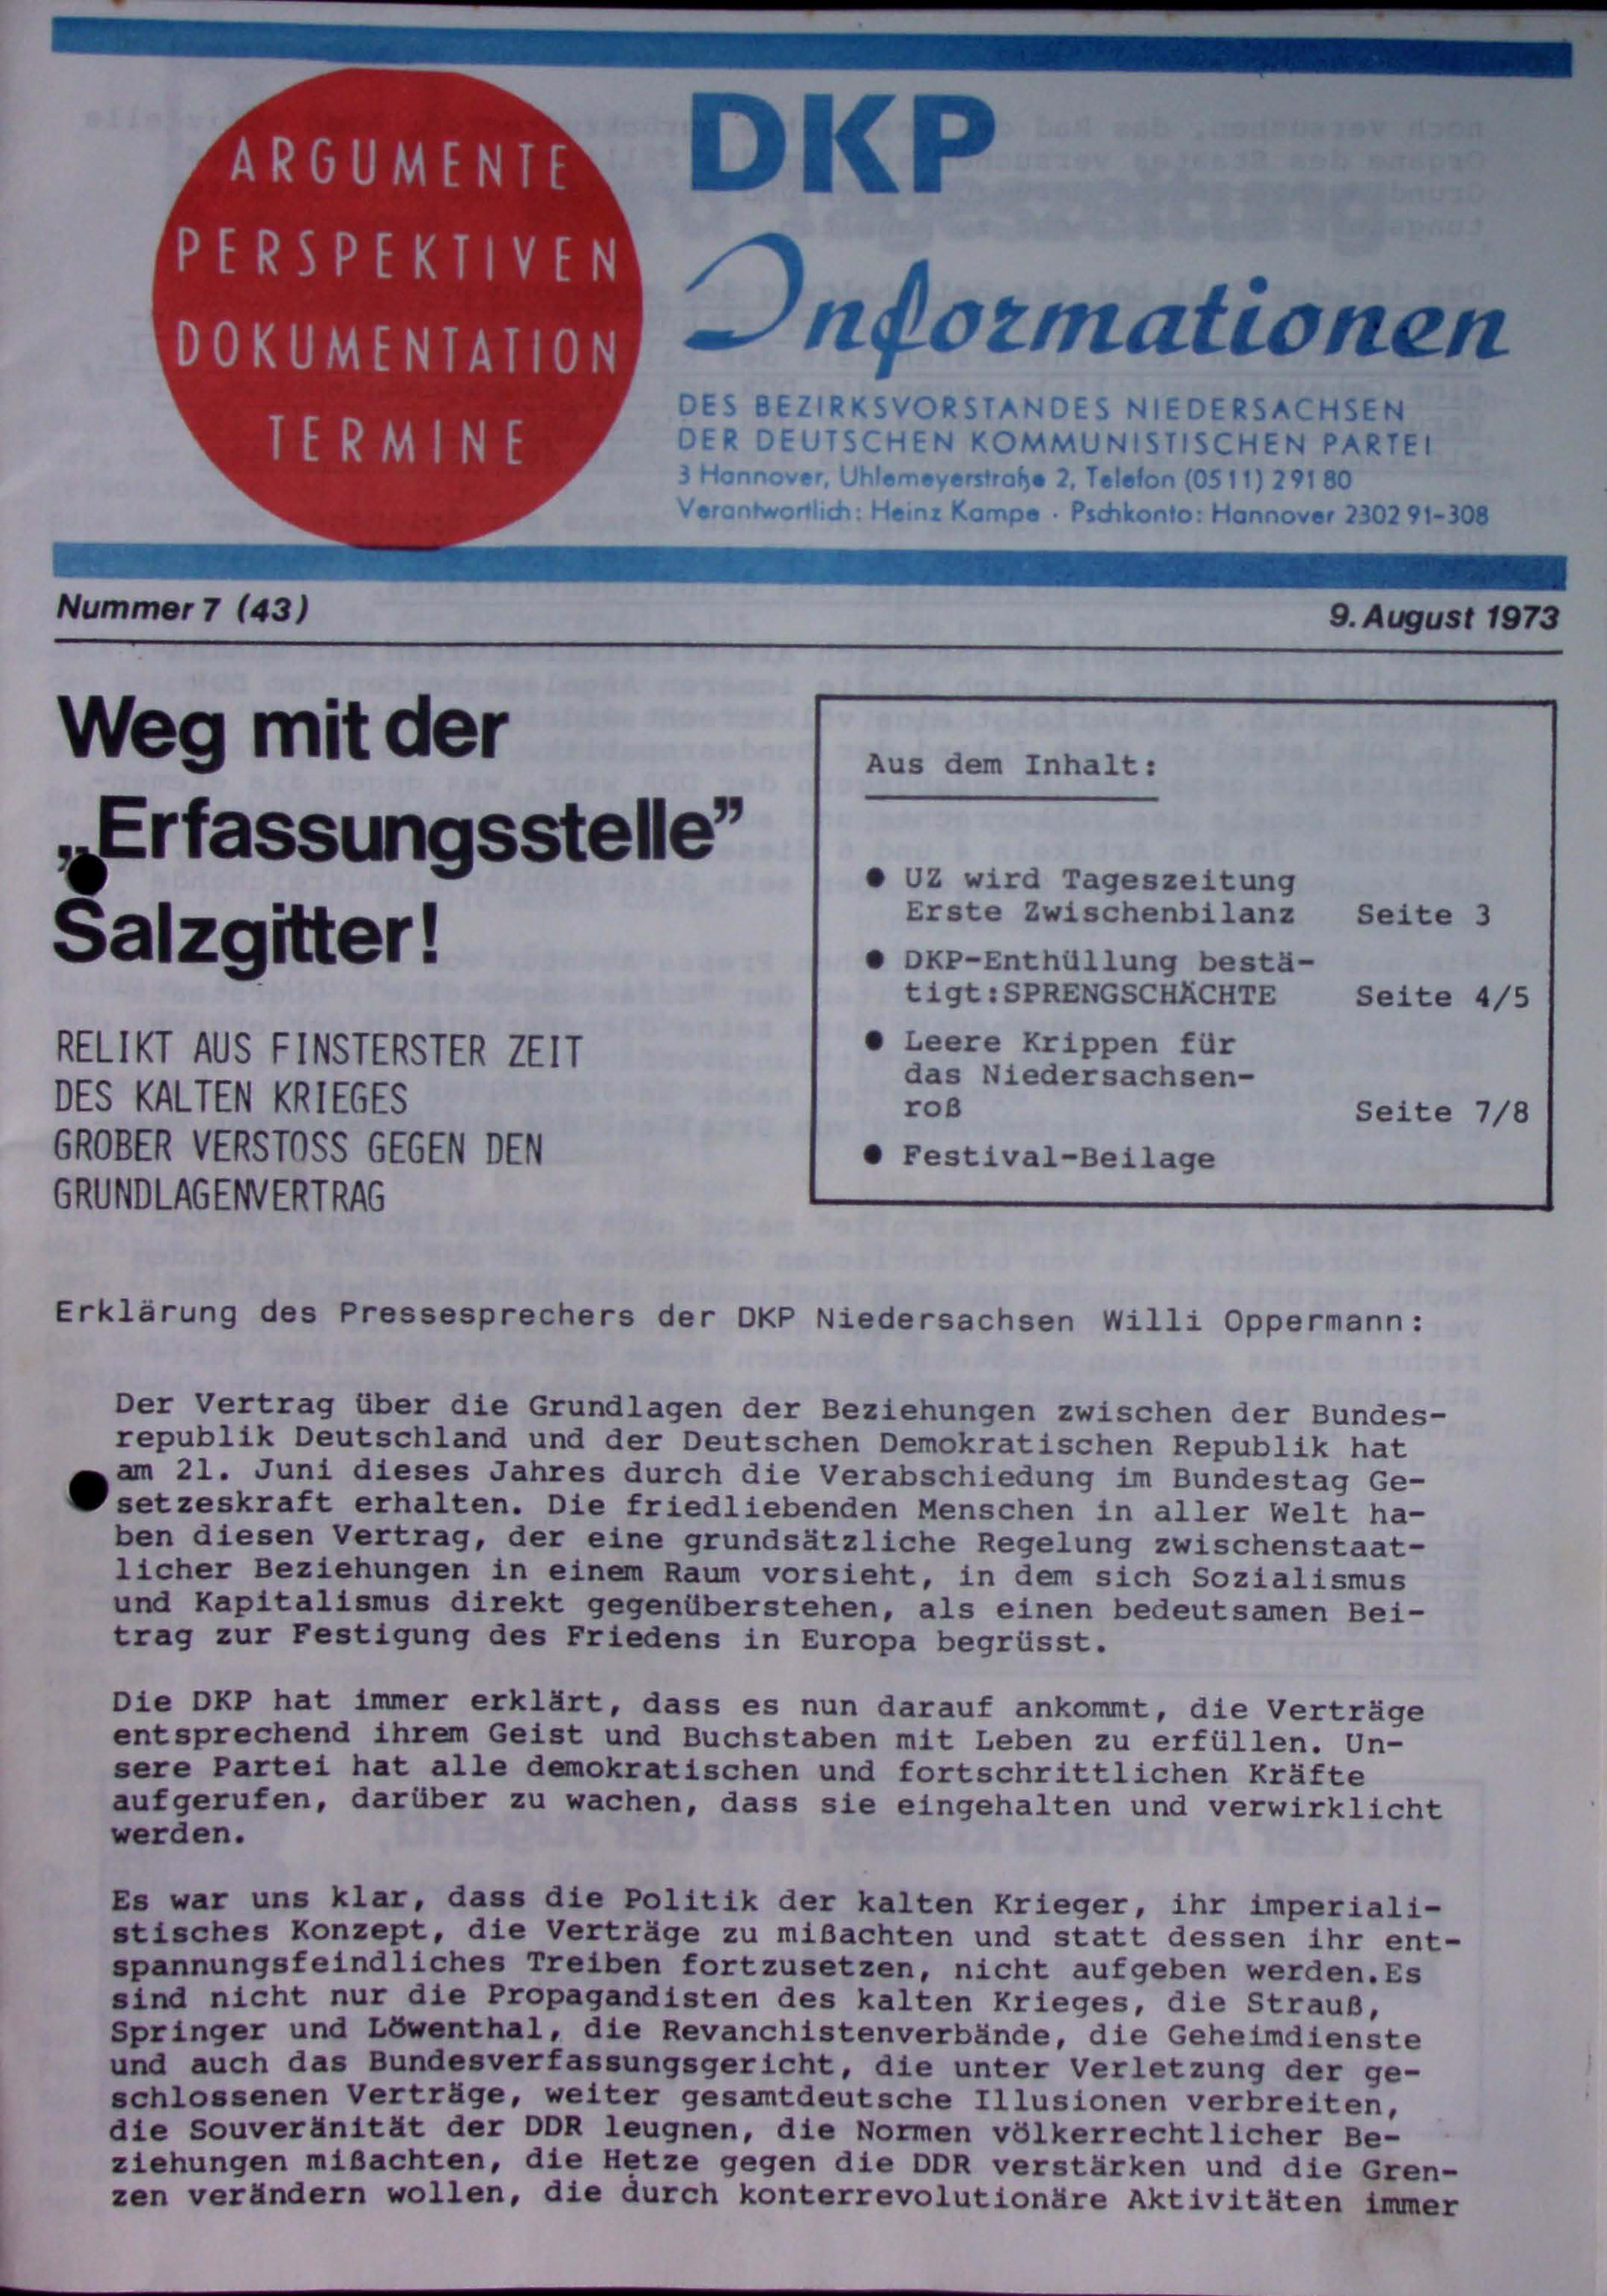 ARGUMENTE
PERSPEKTIVEN
DOKUMENTATION
TERMINE
DKP
Informationen
DES BEZIRKSVORSTANDES NIEDERSACHSEN
DER DEUTSCHEN KOMMUNISTISCHEN PARTEI
3 Hannover, Uhlemeyerstraße 2, Telefon (05 11) 2 91 80
Verantwortlich: Heinz Kampe · Pschkonto: Hannover 2302 91-308
Nummer 7 (43)
9. August 1973
Weg mit der
„Erfassungsstelle”
Salzgitter!
RELIKT AUS FINSTERSTER ZEIT
DES KALTEN KRIEGES
GROBER VERSTOSS GEGEN DEN
GRUNDLAGENVERTRAG
Aus dem Inhalt:
● UZ wird Tageszeitung
Erste Zwischenbilanz Seite 3
● DKP-Enthüllung bestä-
tigt:SPRENGSCHÄCHTE Seite 4/5
● Leere Krippen für
das Niedersachsen-
roß Seite 7/8
● Festival-Beilage
Erklärung des Pressesprechers der DKP Niedersachsen Willi Oppermann:
Der Vertrag über die Grundlagen der Beziehungen zwischen der Bundes-
republik Deutschland und der Deutschen Demokratischen Republik hat
am 21. Juni dieses Jahres durch die Verabschiedung im Bundestag Ge-
setzeskraft erhalten. Die friedliebenden Menschen in aller Welt ha-
ben diesen Vertrag, der eine grundsätzliche Regelung zwischenstaat-
licher Beziehungen in einem Raum vorsieht, in dem sich Sozialismus
und Kapitalismus direkt gegenüberstehen, als einen bedeutsamen Bei-
trag zur Festigung des Friedens in Europa begrüsst.
Die DKP hat immer erklärt, dass es nun darauf ankommt, die Verträge
entsprechend ihrem Geist und Buchstaben mit Leben zu erfüllen. Un-
sere Partei hat alle demokratischen und fortschrittlichen Kräfte
aufgerufen, darüber zu wachen, dass sie eingehalten und verwirklicht
werden.
Es war uns klar, dass die Politik der kalten Krieger, ihr imperiali-
stisches Konzept, die Verträge zu mißachten und statt dessen ihr ent-
spannungsfeindliches Treiben fortzusetzen, nicht aufgeben werden.Es
sind nicht nur die Propagandisten des kalten Krieges, die Strauß,
Springer und Löwenthal, die Revanchistenverbände, die Geheimdienste
und auch das Bundesverfassungsgericht, die unter Verletzung der ge-
schlossenen Verträge, weiter gesamtdeutsche Illusionen verbreiten,
die Souveränität der DDR leugnen, die Normen völkerrechtlicher Be-
ziehungen mißachten, die Hetze gegen die DDR verstärken und die Gren-
zen verändern wollen, die durch konterrevolutionäre Aktivitäten immer